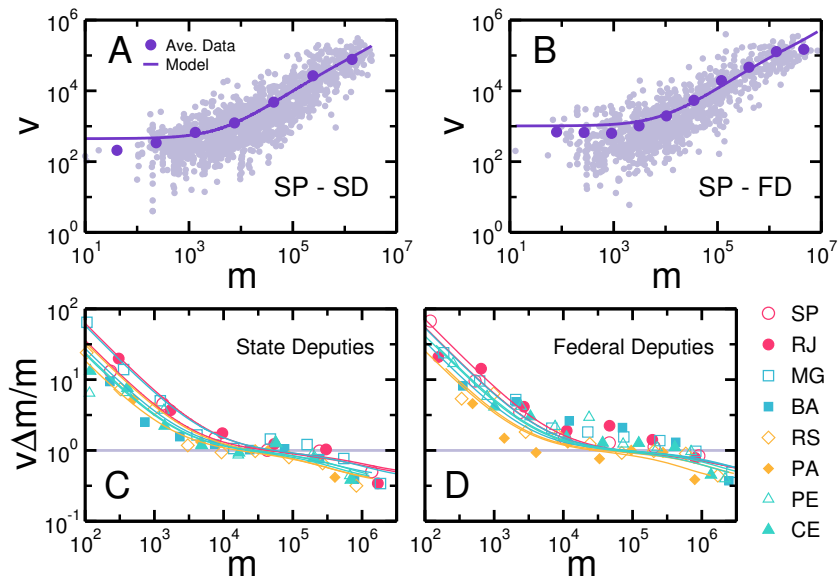 10^6
10^4
10^2
10^0
v
A
Ave. Data
Model
SP - SD
10^1
10^3
10^5
10^7
m
10^6
10^4
10^2
10^0
v
B
SP - FD
10^1
10^3
10^5
10^7
m
10^2
10^1
10^0
10^-1
vΔm/m
State Deputies
C
10^2
10^3
10^4
10^5
10^6
m
Federal Deputies
D
10^2
10^3
10^4
10^5
10^6
m
SP
RJ
MG
BA
RS
PA
PE
CE